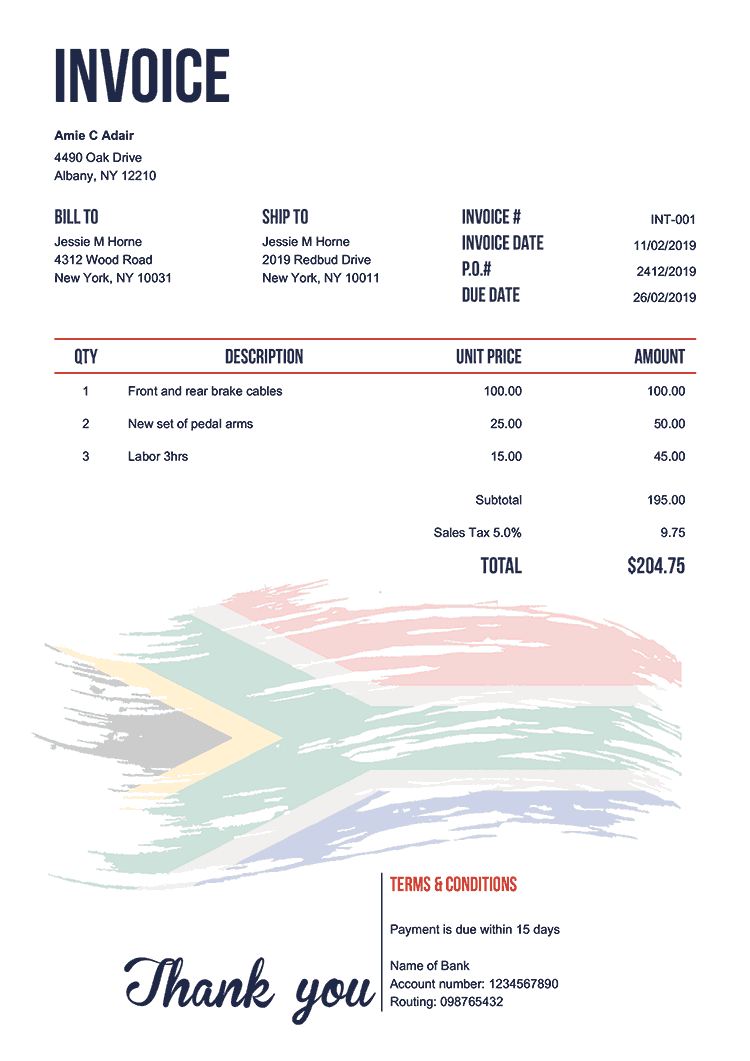 INVOICE
Amie C Adair
4490 Oak Drive
Albany, NY 12210
BILL TO
Jessie M Horne
4312 Wood Road
New York, NY 10031
SHIP TO
Jessie M Horne
2019 Redbud Drive
New York, NY 10011
INVOICE # INT-001
INVOICE DATE 11/02/2019
P.O.# 2412/2019
DUE DATE 26/02/2019
QTY DESCRIPTION UNIT PRICE AMOUNT
1 Front and rear brake cables 100.00 100.00
2 New set of pedal arms 25.00 50.00
3 Labor 3hrs 15.00 45.00
Subtotal 195.00
Sales Tax 5.0% 9.75
TOTAL $204.75
Thank you
TERMS & CONDITIONS
Payment is due within 15 days
Name of Bank
Account number: 1234567890
Routing: 098765432